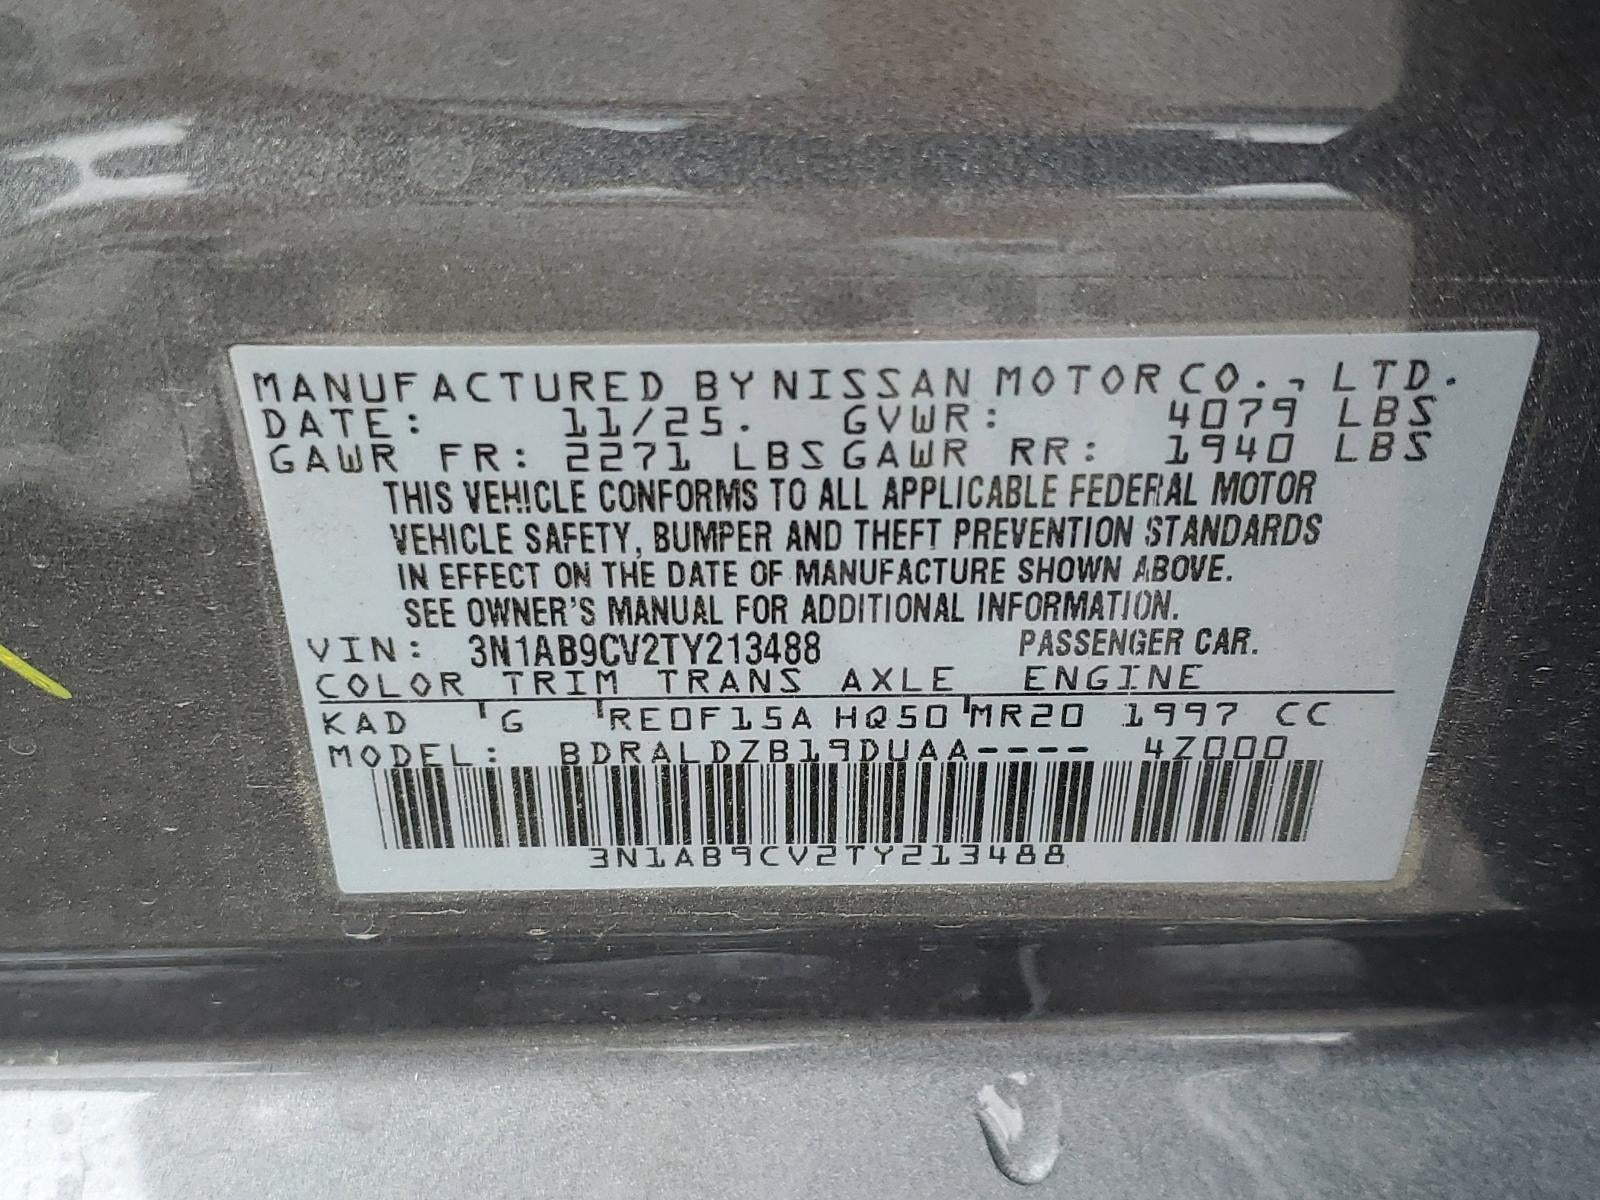 MANUFACTURED BY NISSAN MOTOR CO., LTD.
DATE: 11/25. GVWR: 4079 LBS
GAWR FR: 2271 LBS GAWR RR: 1940 LBS
THIS VEHICLE CONFORMS TO ALL APPLICABLE FEDERAL MOTOR
VEHICLE SAFETY, BUMPER AND THEFT PREVENTION STANDARDS
IN EFFECT ON THE DATE OF MANUFACTURE SHOWN ABOVE.
SEE OWNER'S MANUAL FOR ADDITIONAL INFORMATION.
VIN: 3N1AB9CV2TY213488 PASSENGER CAR.
COLOR TRIM TRANS AXLE ENGINE
KAD G RE0F15A HQ50 MR20 1997 CC
MODEL: BDRALDZB19DUAA---- 4Z000
3N1AB9CV2TY213488